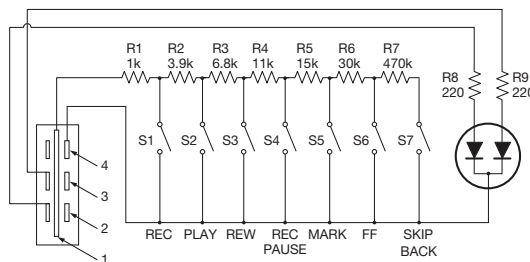 R1 R2 R3 R4 R5 R6 R7
1k 3.9k 6.8k 11k 15k 30k 470k
R8 R9
220 220
S1 S2 S3 S4 S5 S6 S7
4
3
2
1
REC PLAY REW REC PAUSE MARK FF SKIP BACK